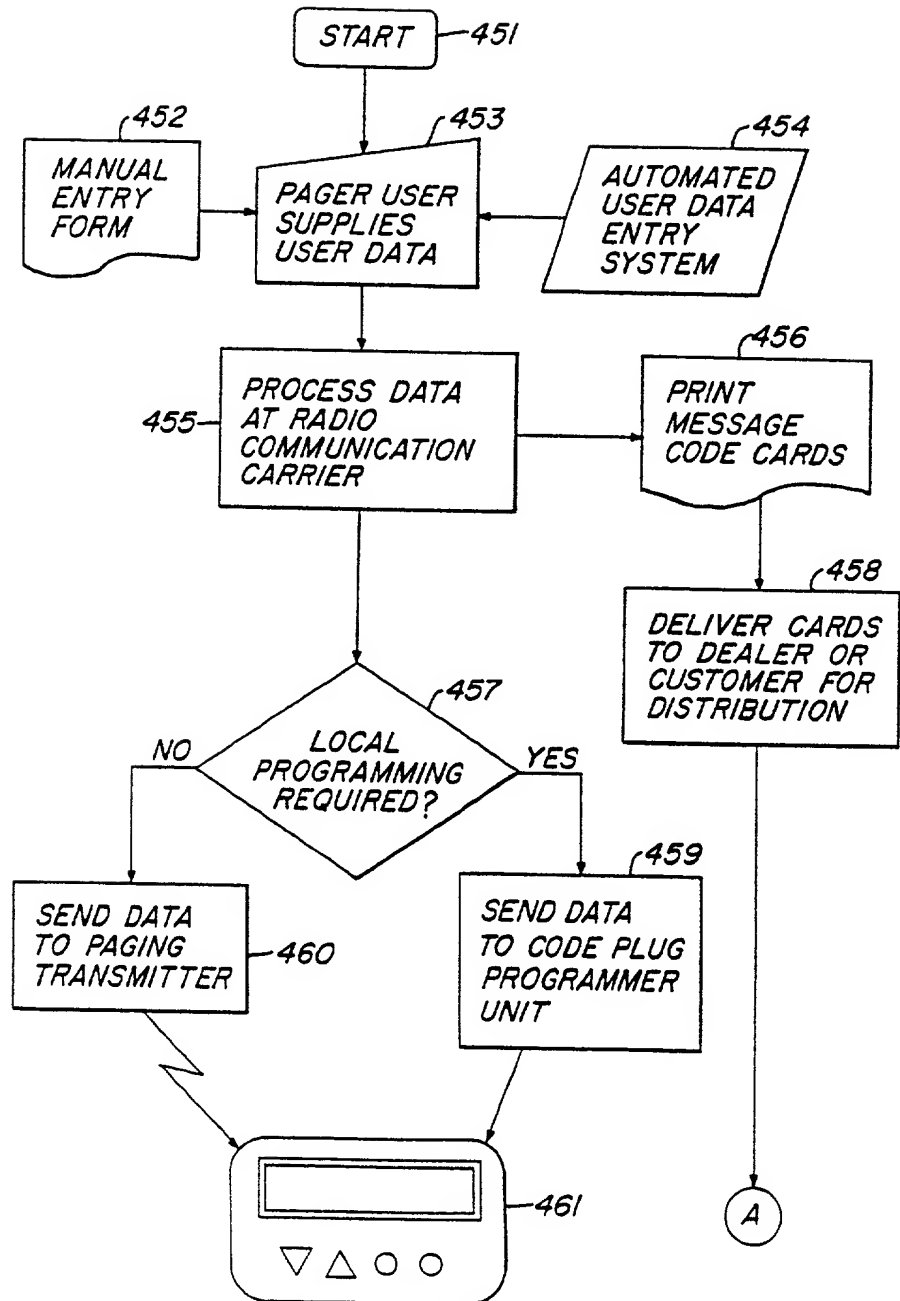 START
451
452
453
454
MANUAL
ENTRY
FORM
PAGER USER
SUPPLIES
USER DATA
AUTOMATED
USER DATA
ENTRY
SYSTEM
455
PROCESS DATA
AT RADIO
COMMUNICATION
CARRIER
456
PRINT
MESSAGE
CODE CARDS
458
DELIVER CARDS
TO DEALER OR
CUSTOMER FOR
DISTRIBUTION
457
NO
LOCAL
PROGRAMMING
REQUIRED?
YES
460
SEND DATA
TO PAGING
TRANSMITTER
459
SEND DATA
TO CODE PLUG
PROGRAMMER
UNIT
461
A